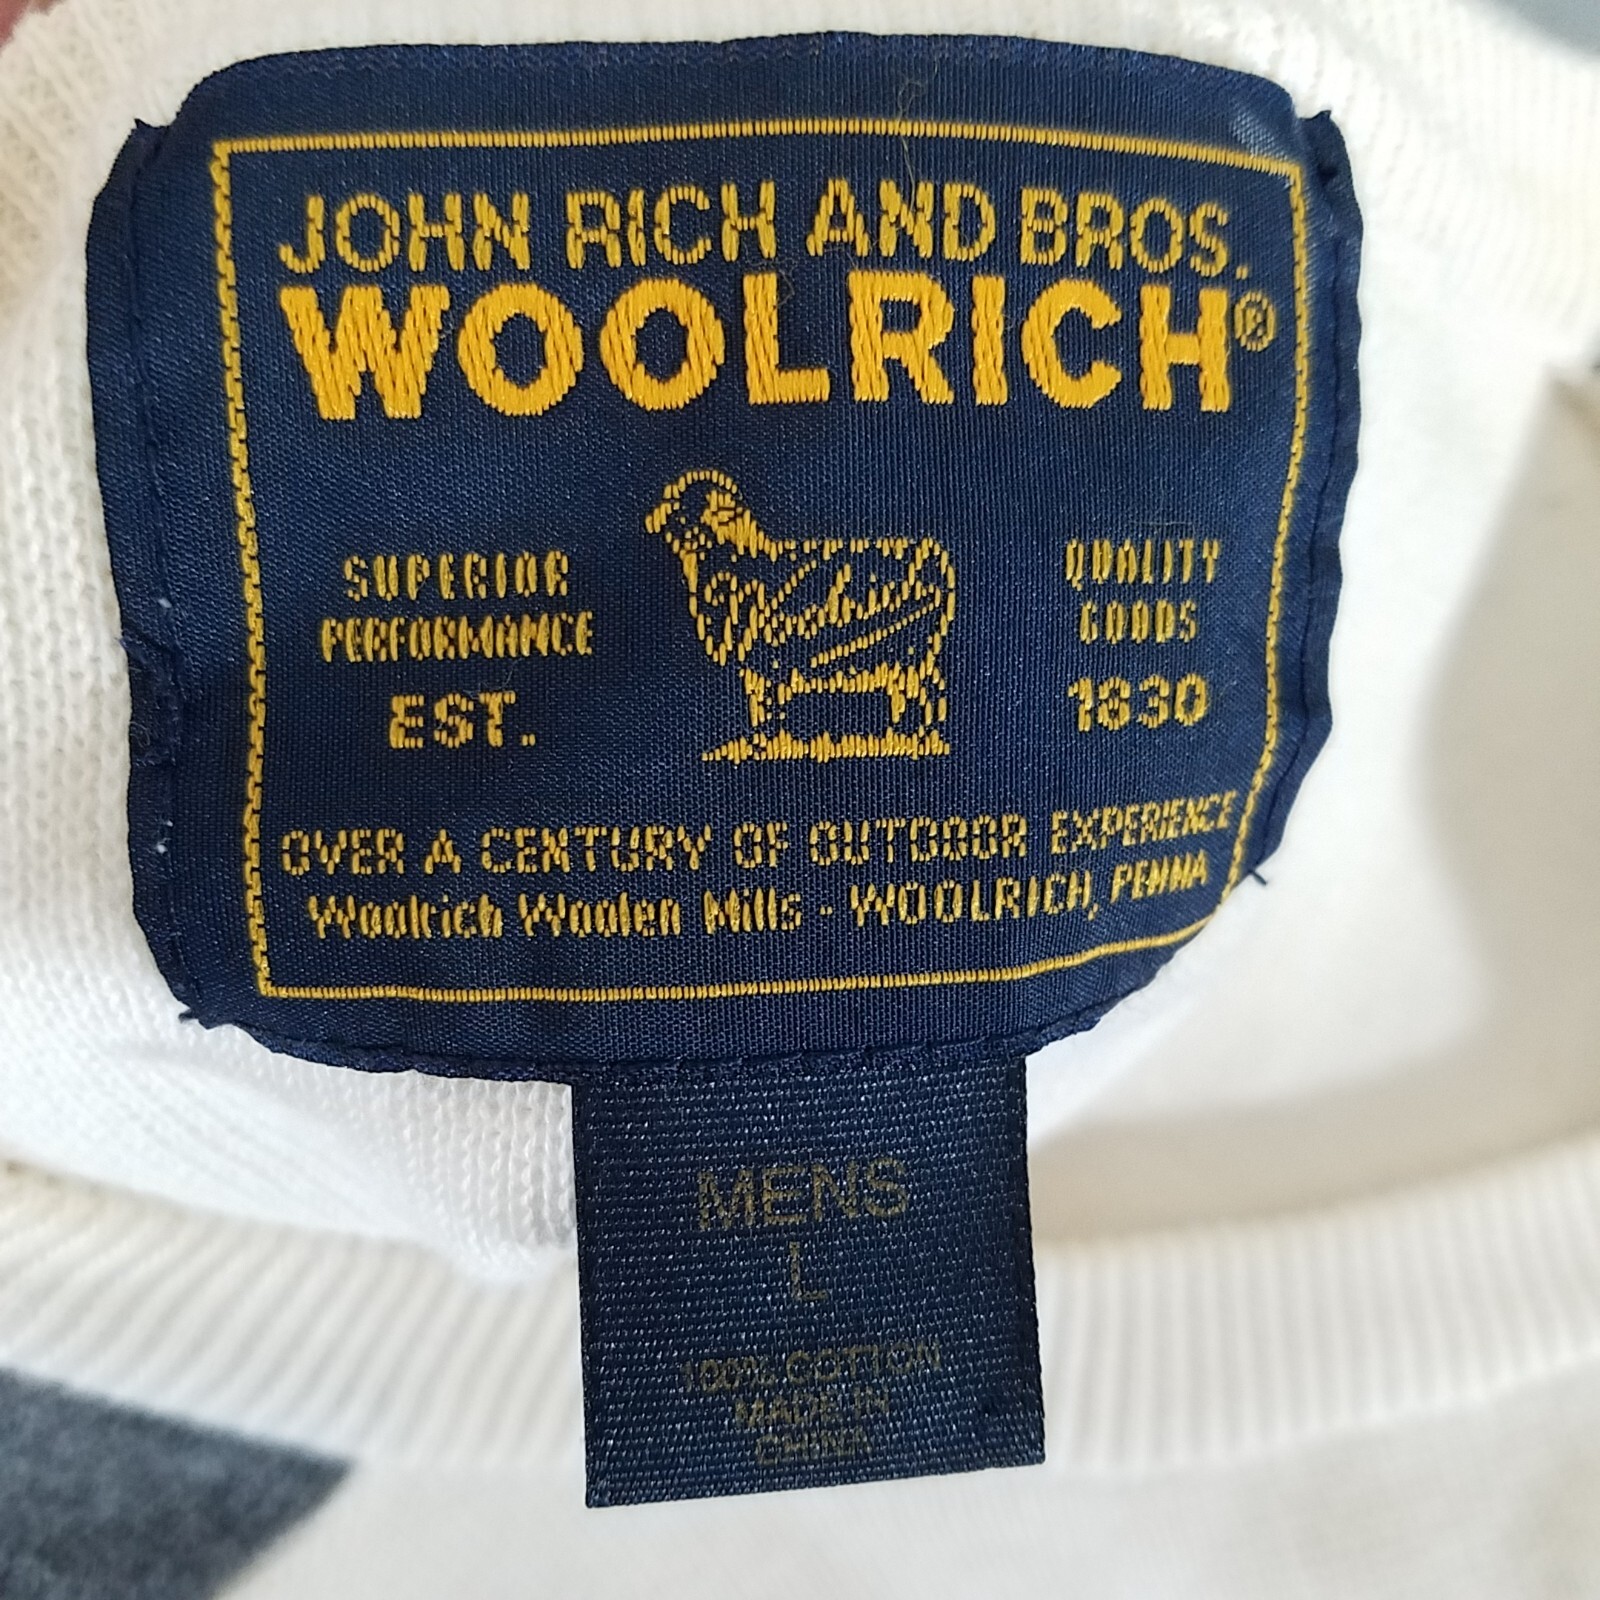 JOHN RICH AND BROS.
WOOLRICH®
SUPERIOR
PERFORMANCE
EST.
Woolrich
QUALITY
GOODS
1830
OVER A CENTURY OF OUTDOOR EXPERIENCE
Woolrich Woolen Mills - WOOLRICH, PENNA
MENS
L
100% COTTON
MADE IN
CHINA